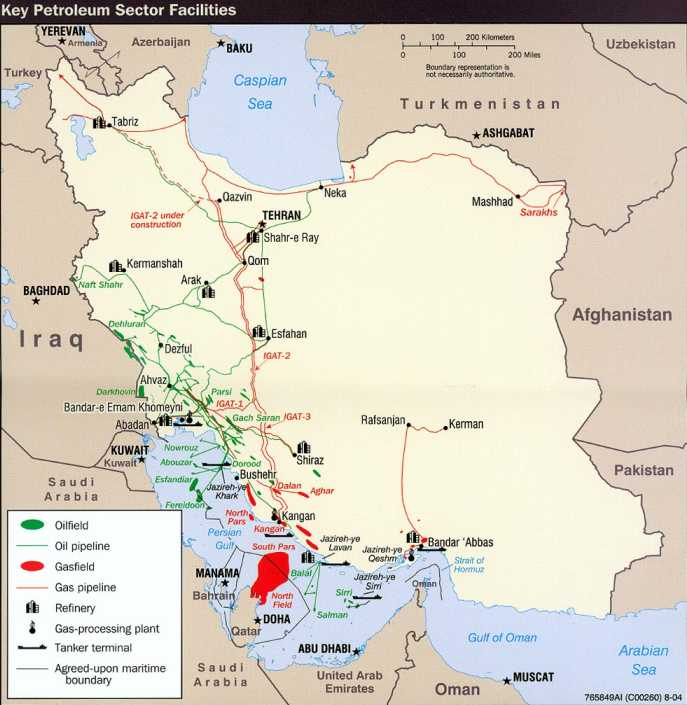 Key Petroleum Sector Facilities
YEREVAN
Armenia
Azerbaijan
BAKU
Turkey
Caspian
Sea
0 100 200 Kilometers
0 100 200 Miles
Boundary representation is
not necessarily authoritative.
Uzbekistan
Turkmenistan
ASHGABAT
Tabriz
Qazvin
Neka
Mashhad
Sarakhs
IGAT-2 under
construction
TEHRAN
Shahr-e Ray
Qom
Kermanshah
Arak
BAGHDAD
Naft Shahr
Iraq
Afghanistan
Dehluran
Dezful
Esfahan
IGAT-2
Ahvaz
Darkhovin
Parsi
IGAT-1
Bandar-e Emam Khomeyni
Gach Saran
IGAT-3
Abadan
Rafsanjan
Kerman
KUWAIT
Kuwait
Nowrouz
Abouzar
Dorood
Shiraz
Pakistan
Saudi
Arabia
Esfandiar
Bushehr
Jazireh-ye
Khark
Fereidoon
Dalan
Aghar
North
Pars
Kangan
Kangan
Persian
Gulf
South Pars
Jazireh-ye
Lavan
Jazireh-ye
Qeshm
Bandar 'Abbas
Strait of
Hormuz
MANAMA
Bahrain
Balal
Jazireh-ye
Sirri
Oman
North
Field
Sirri
Salman
DOHA
Qatar
Gulf of Oman
Arabian
Sea
ABU DHABI
Saudi
Arabia
United Arab
Emirates
Oman
MUSCAT
Oilfield
Oil pipeline
Gasfield
Gas pipeline
Refinery
Gas-processing plant
Tanker terminal
Agreed-upon maritime
boundary
765849AI (C00260) 8-04